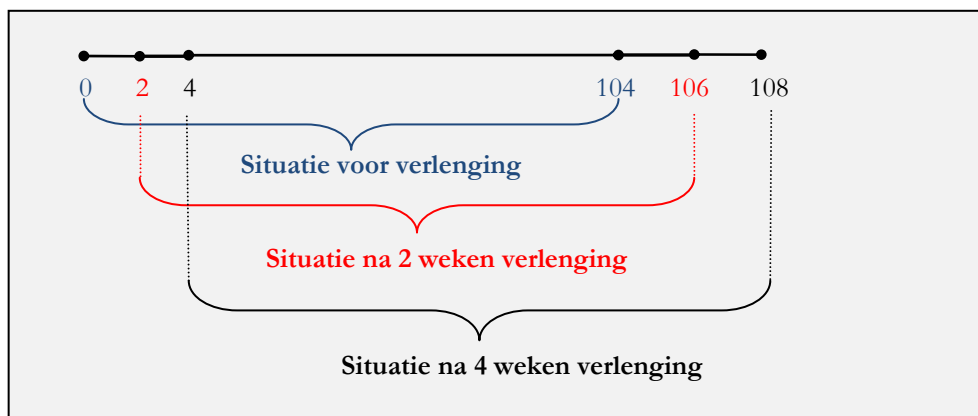 0 2 4 104 106 108
Situatie voor verlenging
Situatie na 2 weken verlenging
Situatie na 4 weken verlenging